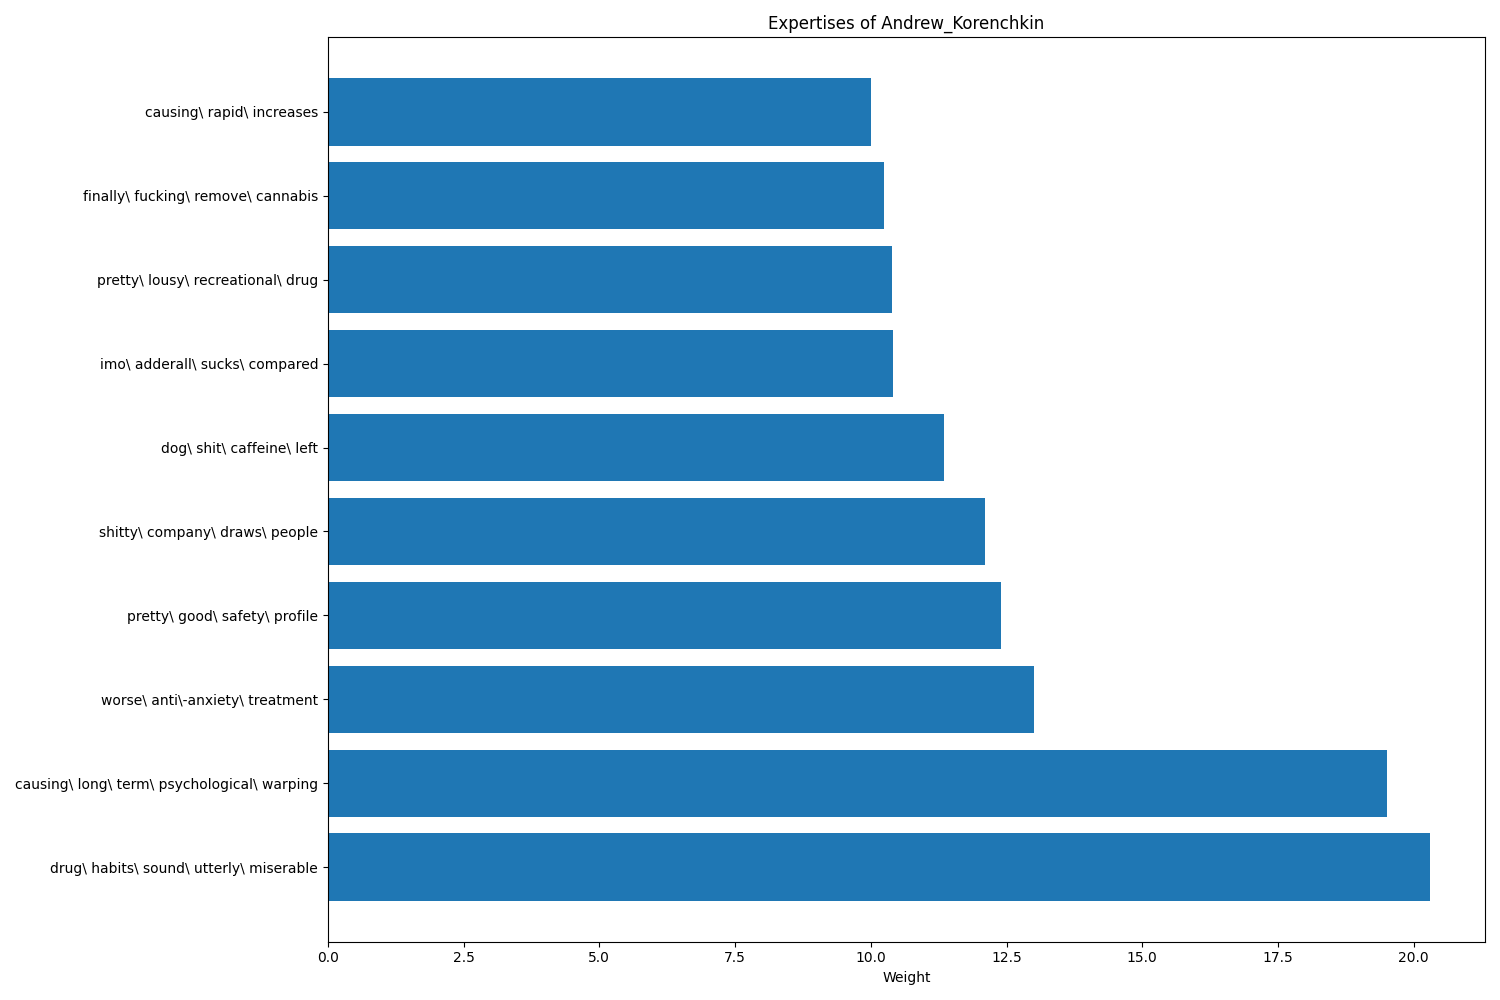 Expertises of Andrew_Korenchkin
causing\ rapid\ increases
finally\ fucking\ remove\ cannabis
pretty\ lousy\ recreational\ drug
imo\ adderall\ sucks\ compared
dog\ shit\ caffeine\ left
shitty\ company\ draws\ people
pretty\ good\ safety\ profile
worse\ anti\-anxiety\ treatment
causing\ long\ term\ psychological\ warping
drug\ habits\ sound\ utterly\ miserable
0.0 2.5 5.0 7.5 10.0 12.5 15.0 17.5 20.0
Weight